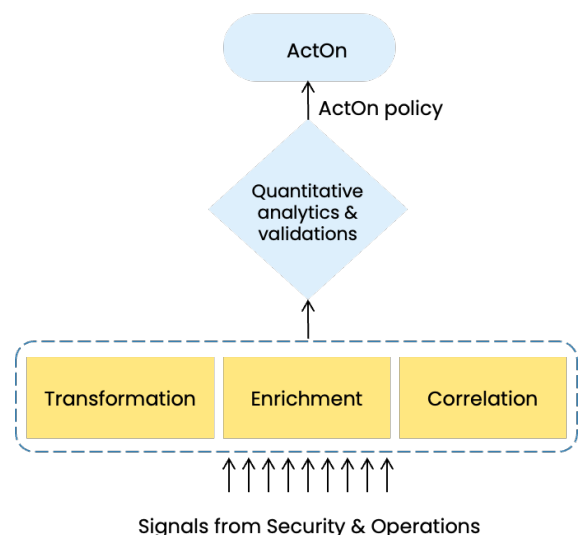 ActOn
ActOn policy
Quantitative
analytics &
validations
Transformation
Enrichment
Correlation
Signals from Security & Operations